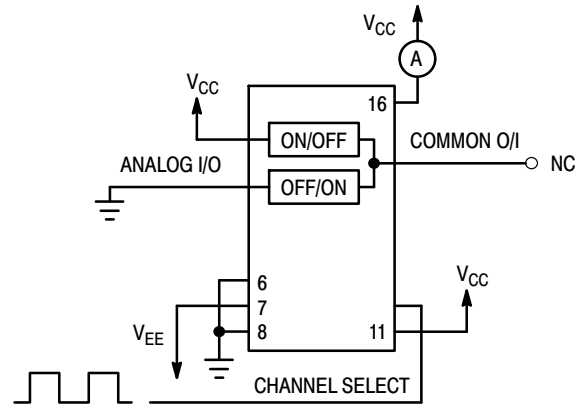 VCC
A
VCC
16
ON/OFF
COMMON O/I
NC
ANALOG I/O
OFF/ON
6
VCC
7
VEE
8
11
CHANNEL SELECT